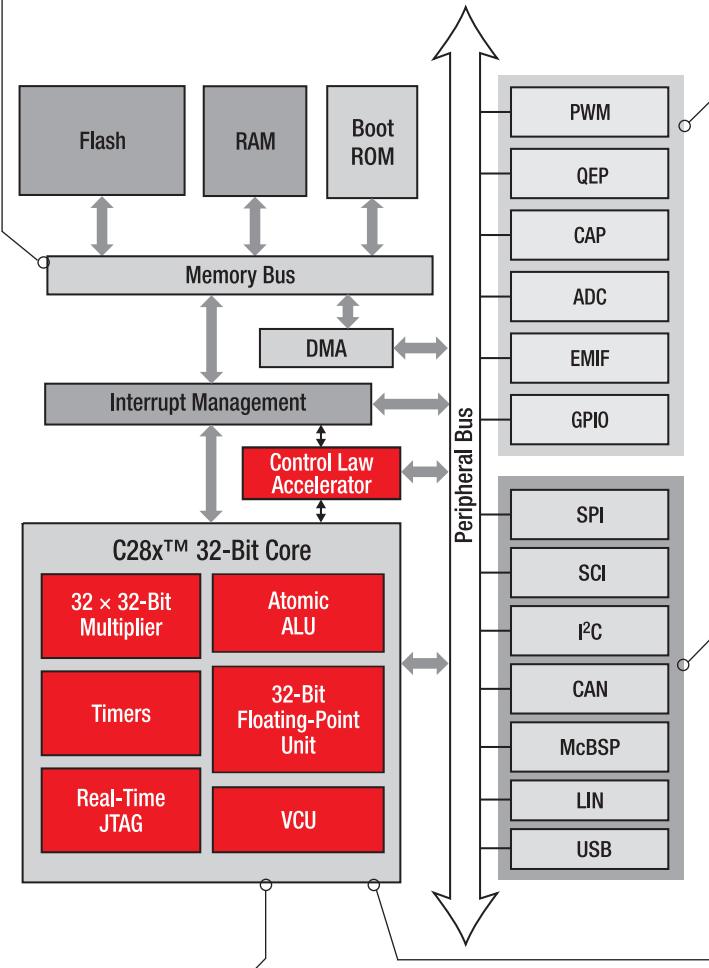 Flash
RAM
Boot
ROM
Memory Bus
DMA
Interrupt Management
Control Law
Accelerator
C28x™ 32-Bit Core
32 × 32-Bit
Multiplier
Atomic
ALU
Timers
32-Bit
Floating-Point
Unit
Real-Time
JTAG
VCU
Peripheral Bus
PWM
QEP
CAP
ADC
EMIF
GPIO
SPI
SCI
I²C
CAN
McBSP
LIN
USB